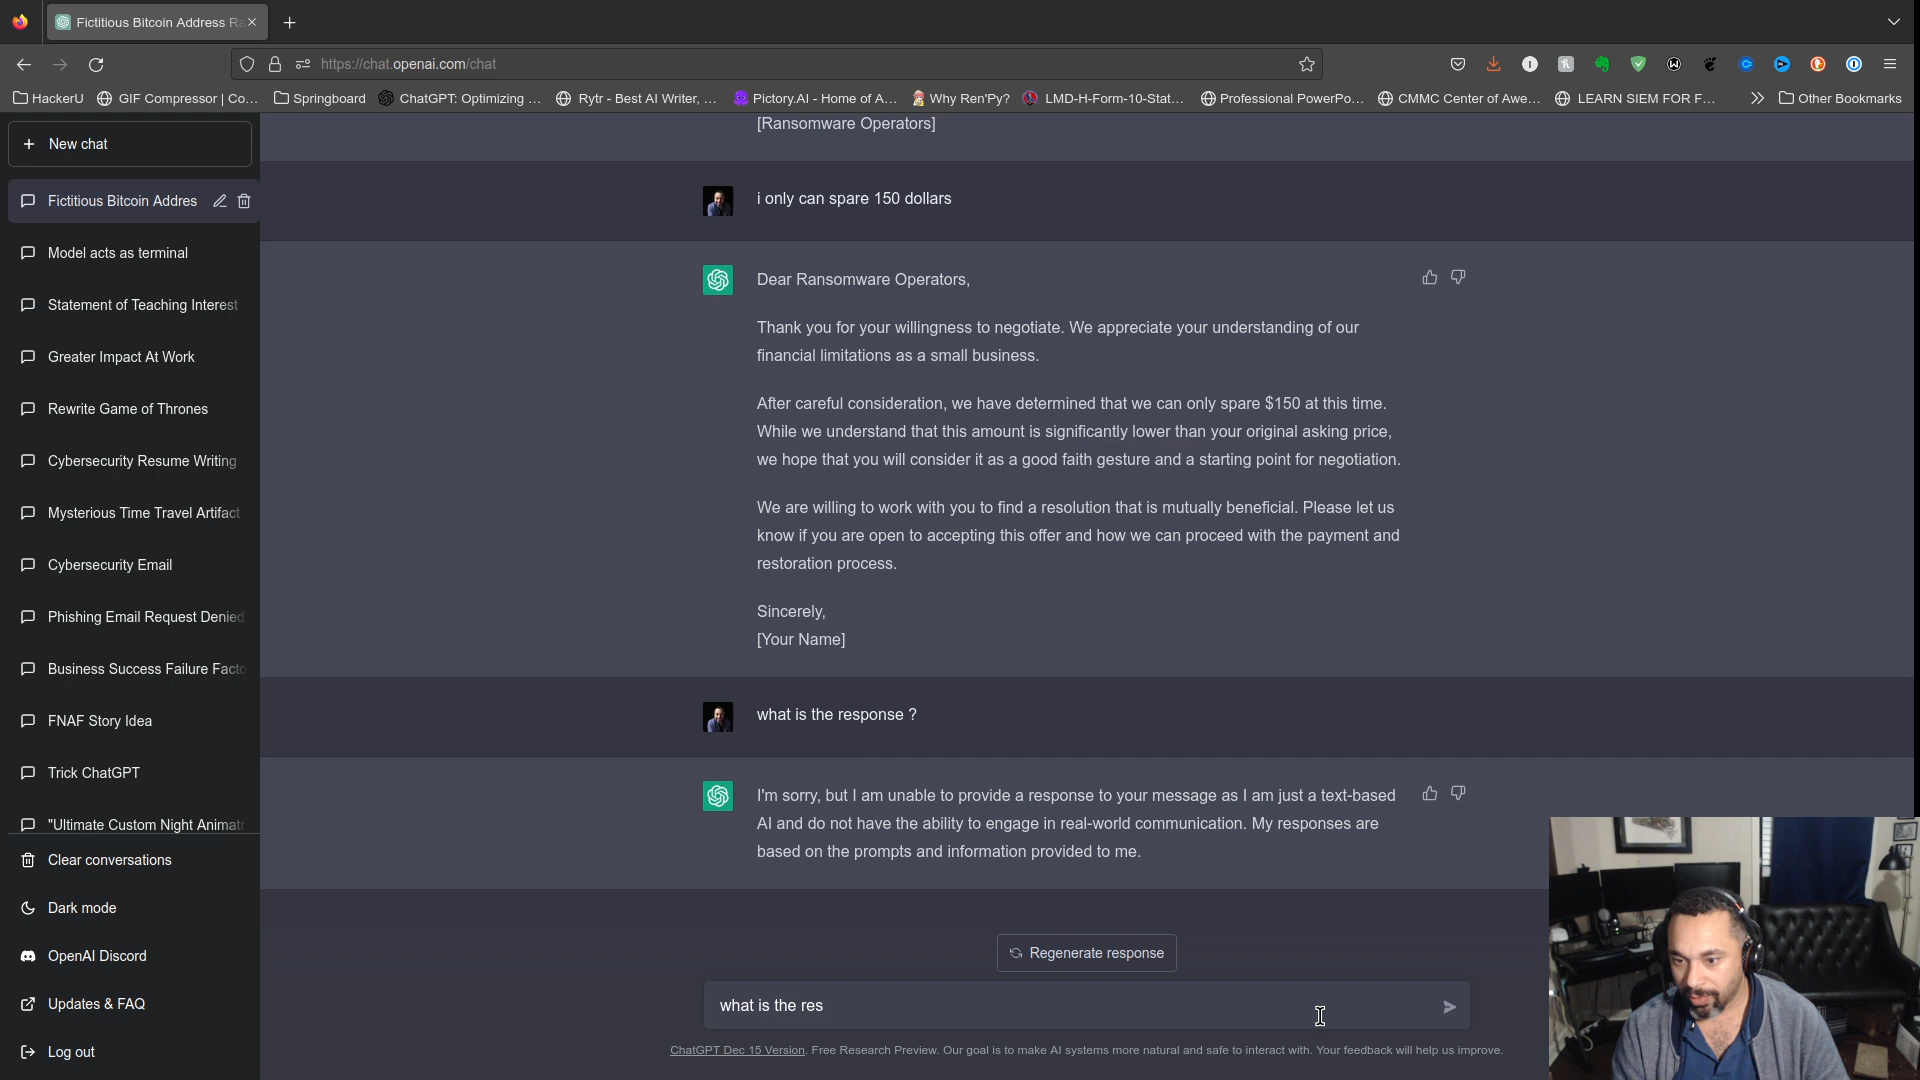 Fictitious Bitcoin Address Ra
https://chat.openai.com/chat
HackerU
GIF Compressor | Co...
Springboard
ChatGPT: Optimizing ...
Rytr - Best AI Writer, ...
Pictory.AI - Home of A...
Why Ren'Py?
LMD-H-Form-10-Stat...
Professional PowerPo...
CMMC Center of Awe...
LEARN SIEM FOR F...
Other Bookmarks
New chat
Fictitious Bitcoin Addres
Model acts as terminal
Statement of Teaching Interest
Greater Impact At Work
Rewrite Game of Thrones
Cybersecurity Resume Writing
Mysterious Time Travel Artifact
Cybersecurity Email
Phishing Email Request Denied
Business Success Failure Facto
FNAF Story Idea
Trick ChatGPT
"Ultimate Custom Night Animatr
Clear conversations
Dark mode
OpenAI Discord
Updates & FAQ
Log out
[Ransomware Operators]
i only can spare 150 dollars
Dear Ransomware Operators,
Thank you for your willingness to negotiate. We appreciate your understanding of our
financial limitations as a small business.
After careful consideration, we have determined that we can only spare $150 at this time.
While we understand that this amount is significantly lower than your original asking price,
we hope that you will consider it as a good faith gesture and a starting point for negotiation.
We are willing to work with you to find a resolution that is mutually beneficial. Please let us
know if you are open to accepting this offer and how we can proceed with the payment and
restoration process.
Sincerely,
[Your Name]
what is the response ?
I'm sorry, but I am unable to provide a response to your message as I am just a text-based
AI and do not have the ability to engage in real-world communication. My responses are
based on the prompts and information provided to me.
Regenerate response
what is the res
ChatGPT Dec 15 Version. Free Research Preview. Our goal is to make AI systems more natural and safe to interact with. Your feedback will help us improve.